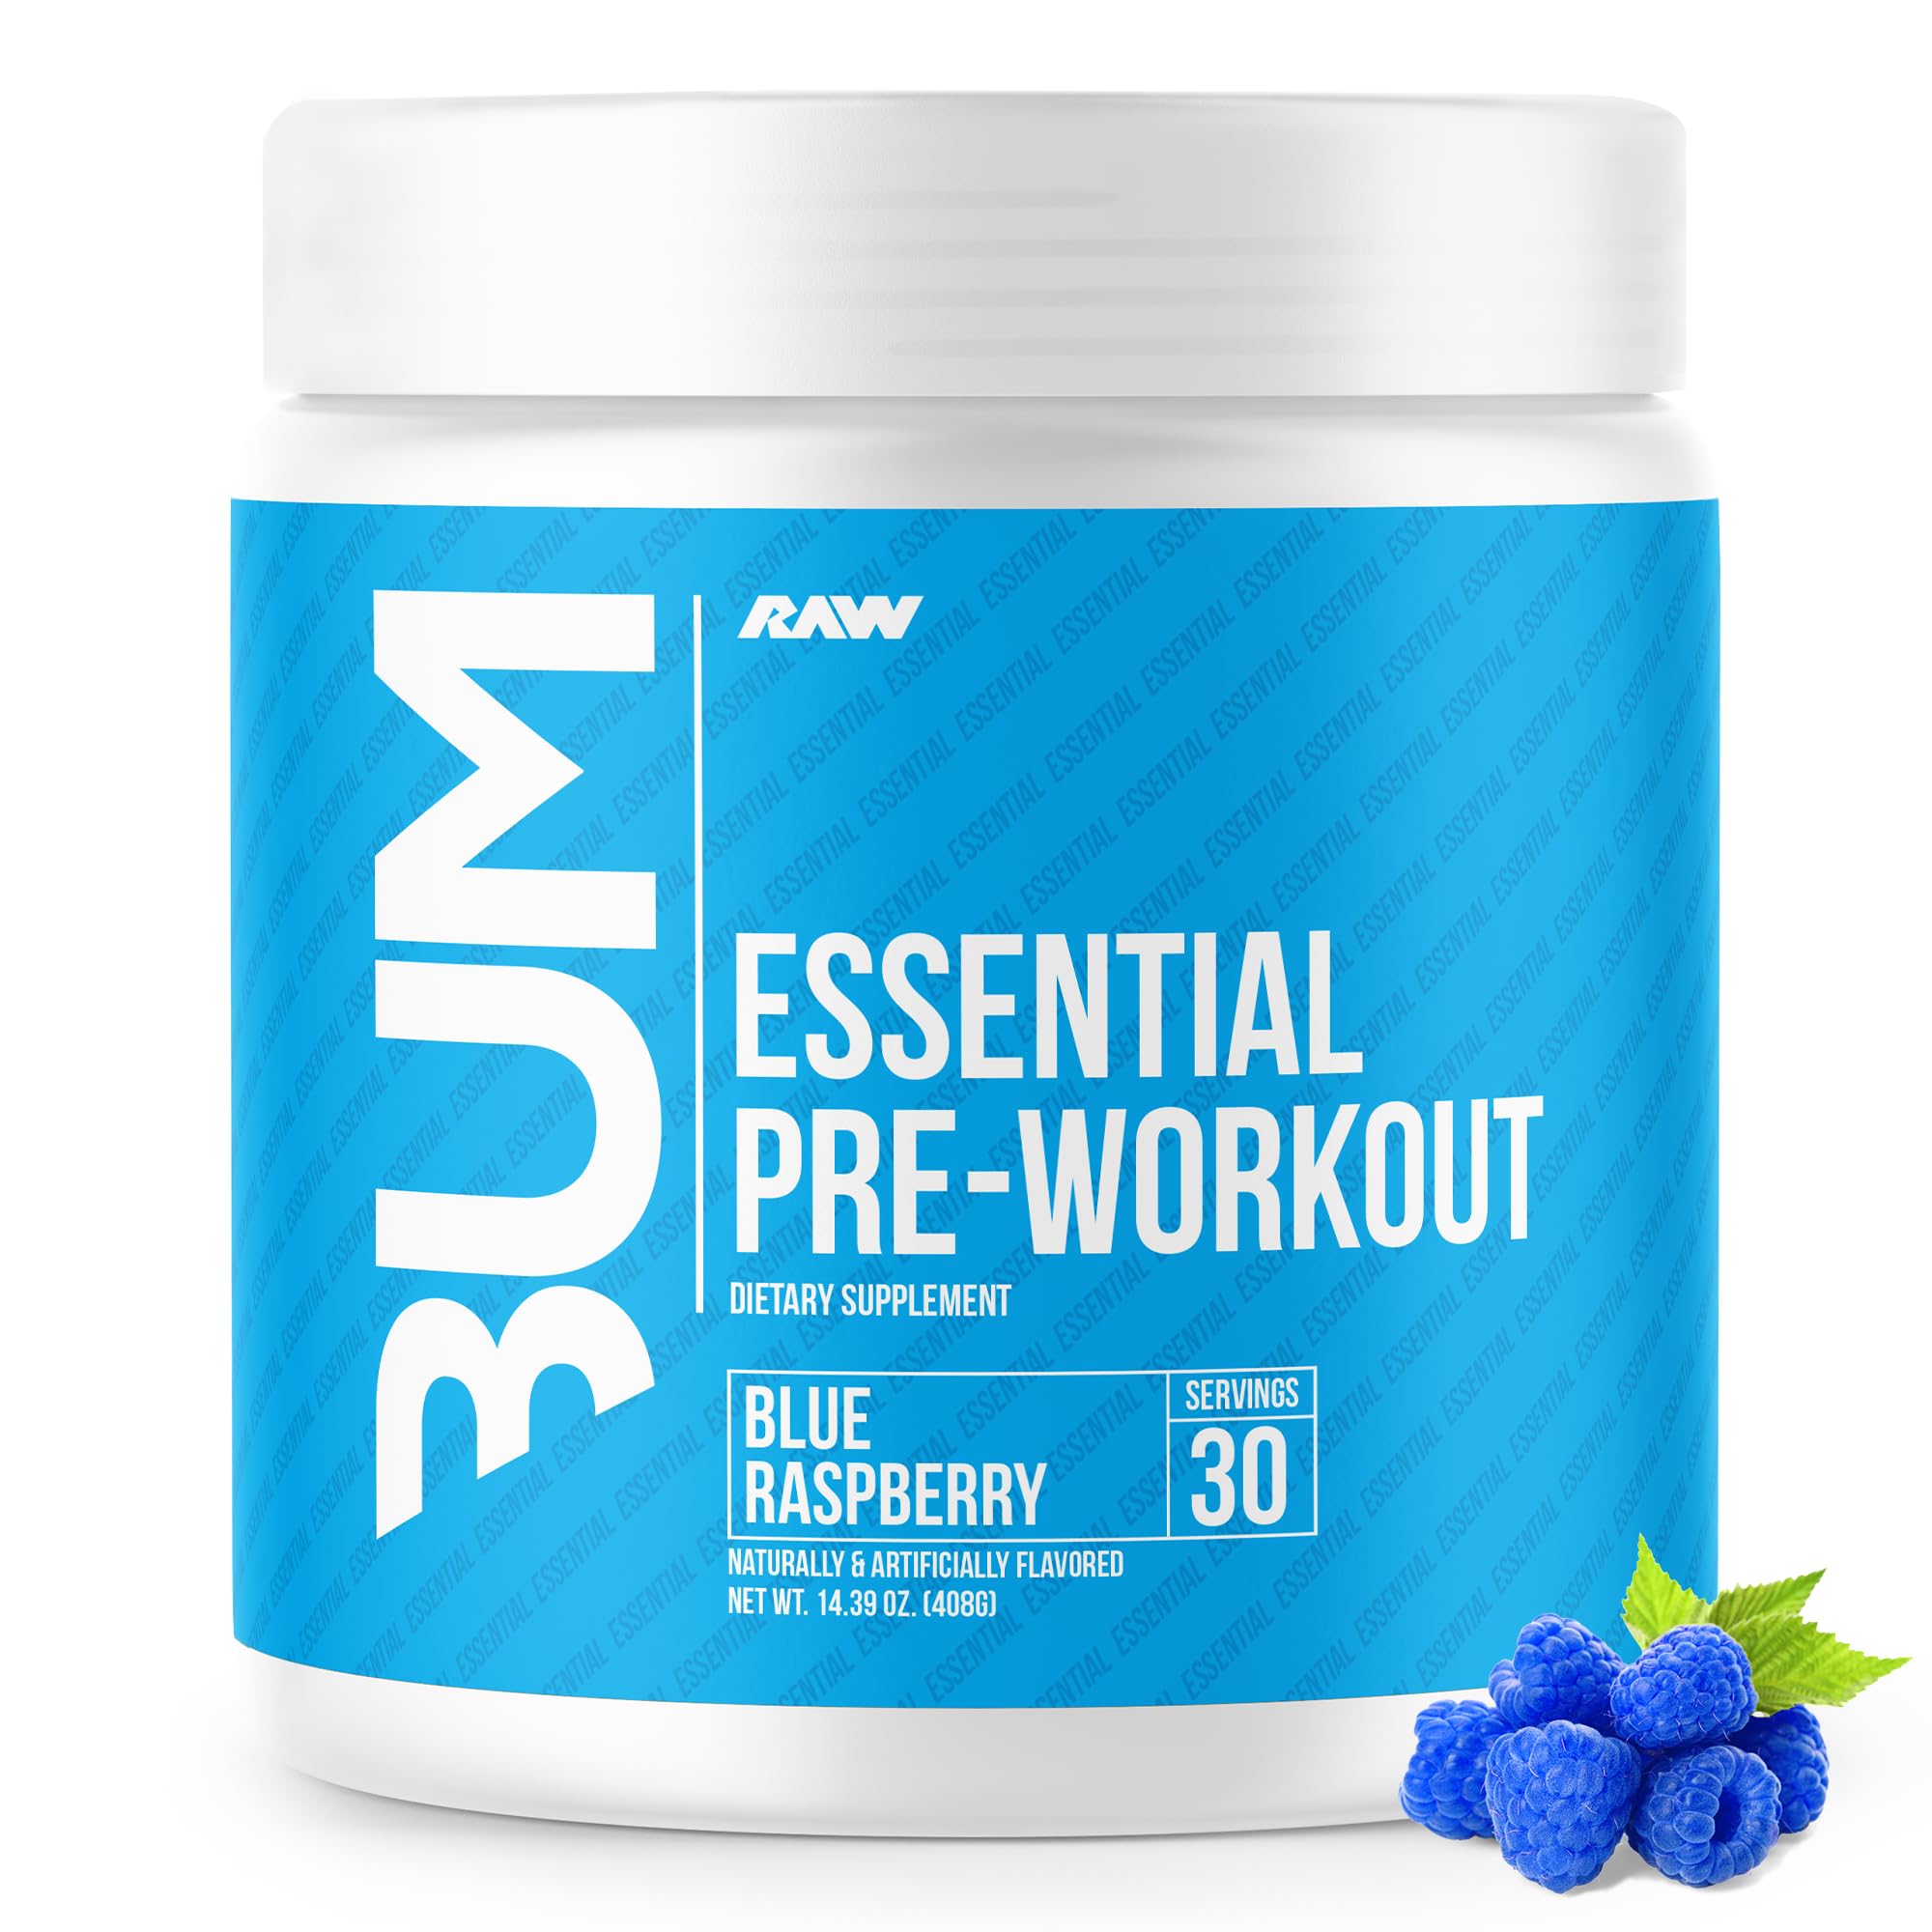 BUM
RAW
ESSENTIAL
PRE-WORKOUT
DIETARY SUPPLEMENT
BLUE
RASPBERRY
SERVINGS
30
NATURALLY & ARTIFICIALLY FLAVORED
NET WT. 14.39 OZ. (408G)